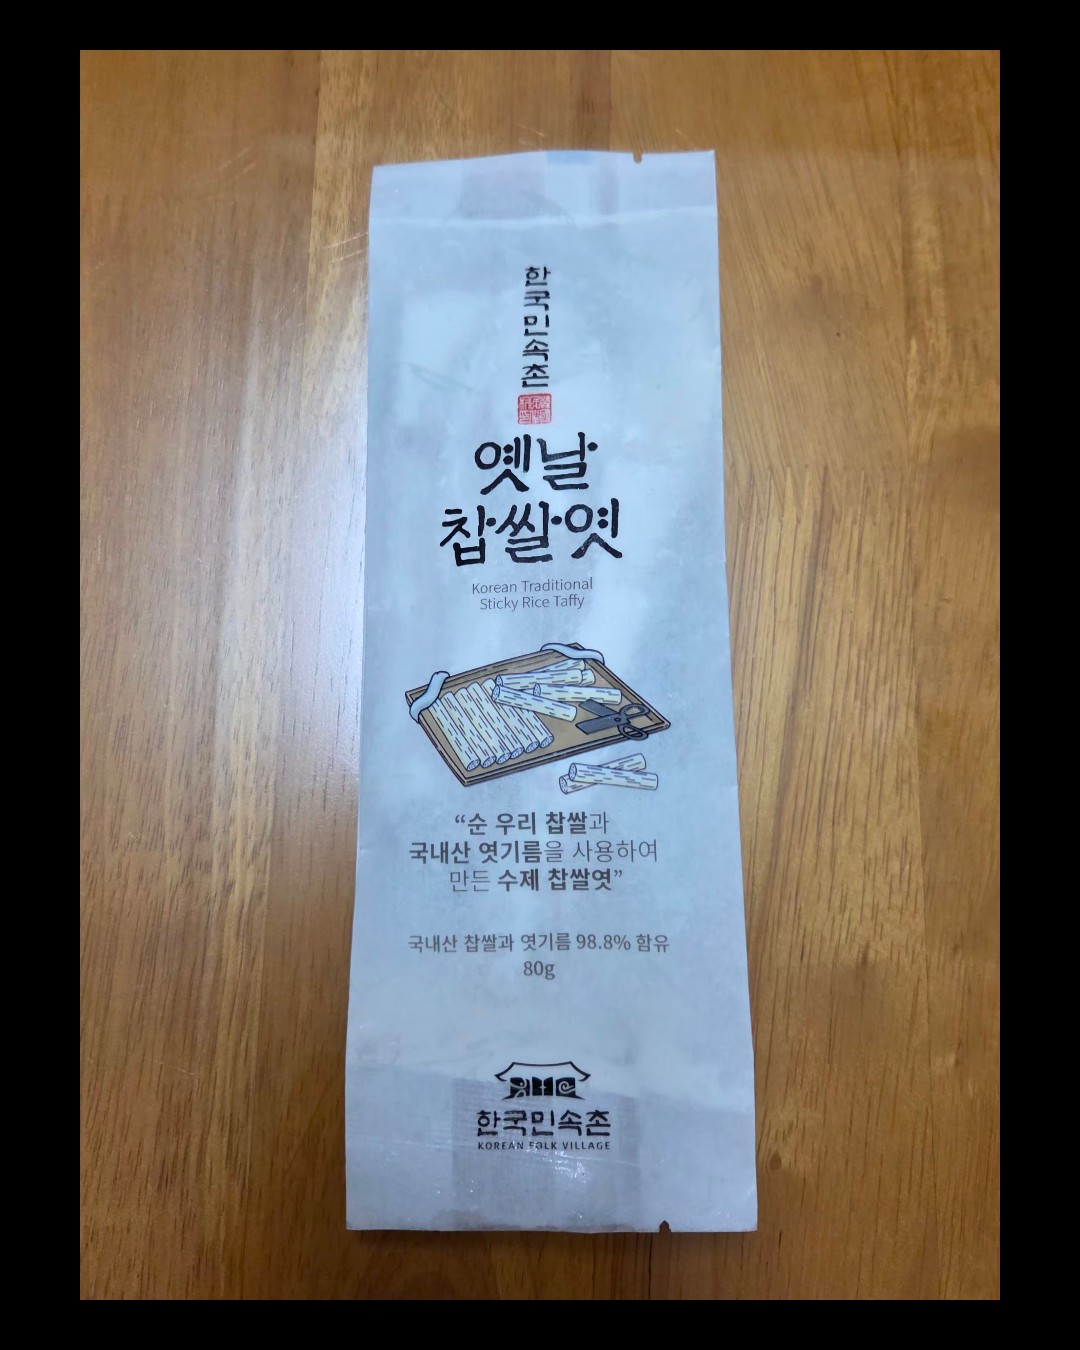 한국민속촌
옛날
찹쌀엿
Korean Traditional
Sticky Rice Taffy
“순 우리 찹쌀과
국내산 엿기름을 사용하여
만든 수제 찹쌀엿”
국내산 찹쌀과 엿기름 98.8% 함유
80g
한국민속촌
KOREAN FOLK VILLAGE